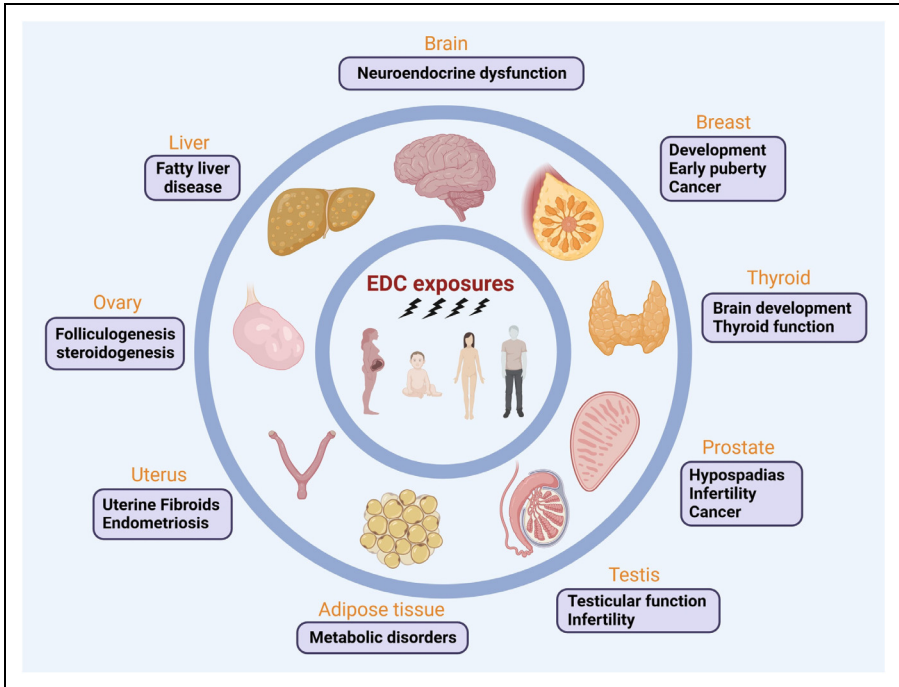 Brain
Neuroendocrine dysfunction
Breast
Development
Early puberty
Cancer
Liver
Fatty liver
disease
EDC exposures
Thyroid
Brain development
Thyroid function
Ovary
Folliculogenesis
steroidogenesis
Prostate
Hypospadias
Infertility
Cancer
Uterus
Uterine Fibroids
Endometriosis
Testis
Testicular function
Infertility
Adipose tissue
Metabolic disorders